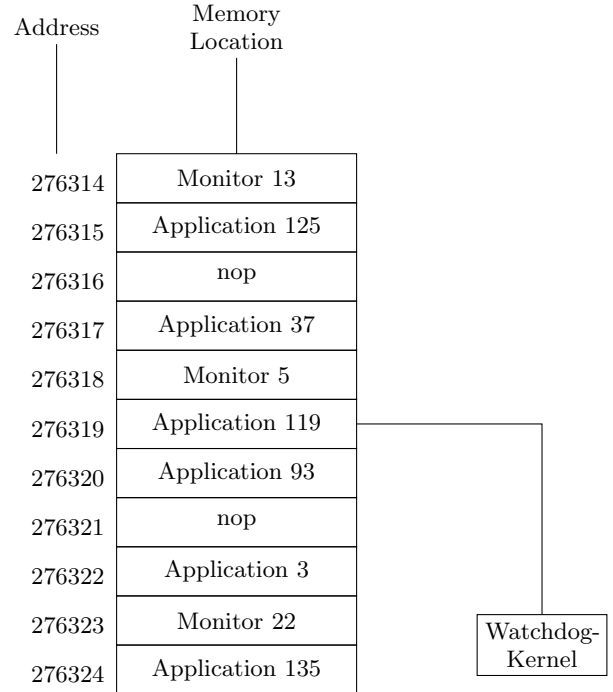 Address
Memory
Location
276314 Monitor 13
276315 Application 125
276316 nop
276317 Application 37
276318 Monitor 5
276319 Application 119
276320 Application 93
276321 nop
276322 Application 3
276323 Monitor 22
276324 Application 135
Watchdog-
Kernel